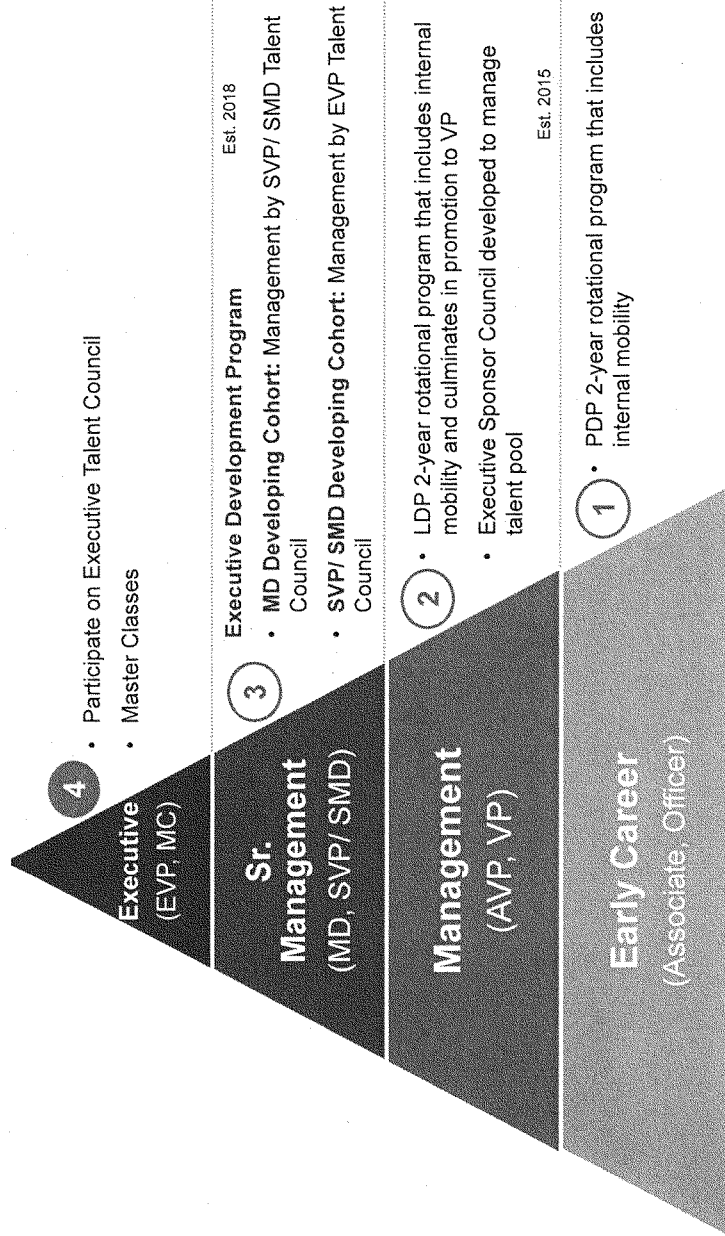 4
• Participate on Executive Talent Council
• Master Classes
Executive
(EVP, MC)
3
Executive Development Program
Est. 2018
• MD Developing Cohort: Management by SVP/ SMD Talent
Council
• SVP/ SMD Developing Cohort: Management by EVP Talent
Council
Sr.
Management
(MD, SVP/ SMD)
2
• LDP 2-year rotational program that includes internal
mobility and culminates in promotion to VP
• Executive Sponsor Council developed to manage
talent pool
Est. 2015
Management
(AVP, VP)
1
• PDP 2-year rotational program that includes
internal mobility
Early Career
(Associate, Officer)